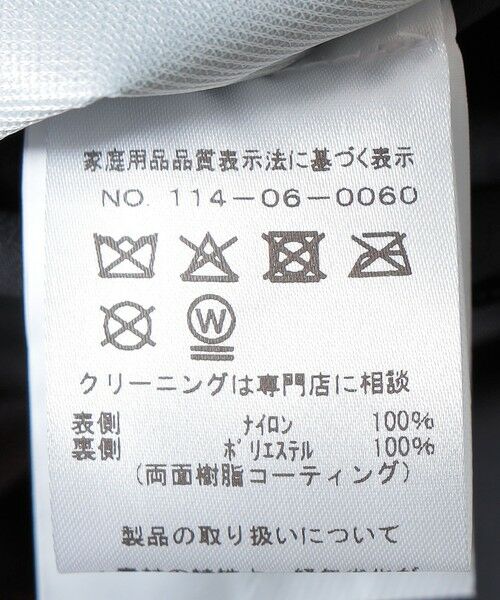 家庭用品品質表示法に基づく表示
NO. 114-06-0060
W
クリーニングは専門店に相談
表側 ナイロン 100%
裏側 ポリエステル 100%
(両面樹脂コーティング)
製品の取り扱いについて